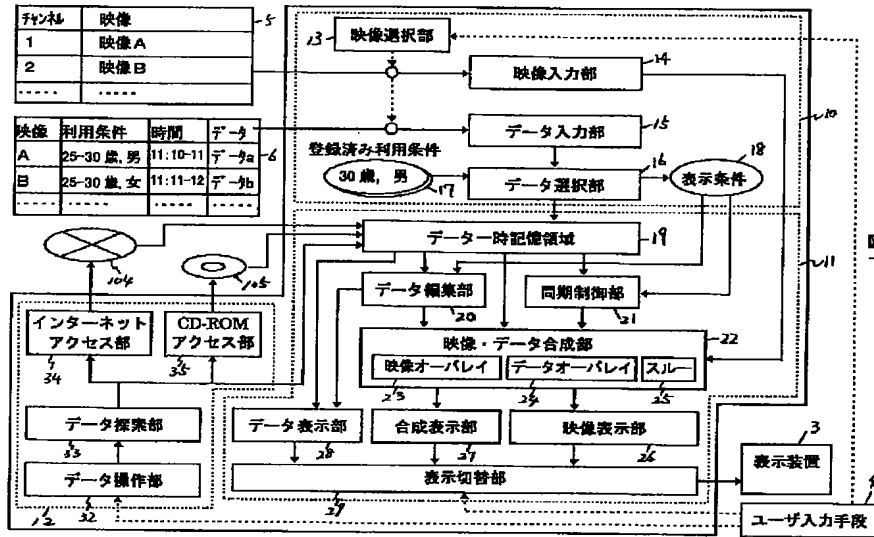 チャンネル 映像
1 映像A
2 映像B
5
映像 利用条件 時間 データ
A 25-30歳,男 11:10-11 データa
B 25-30歳,女 11:11-12 データb
6
13
映像選択部
14
映像入力部
10
15
データ入力部
登録済み利用条件
30歳,男
17
16
データ選択部
18
表示条件
データ一時記憶領域
19
11
104
105
データ編集部
20
同期制御部
21
インターネット
アクセス部
34
CD-ROM
アクセス部
35
映像・データ合成部
22
映像オーバレイ
23
データオーバレイ
24
スルー
25
データ探索部
33
データ表示部
28
合成表示部
27
映像表示部
26
3
表示装置
データ操作部
32
12
表示切替部
29
ユーザ入力手段